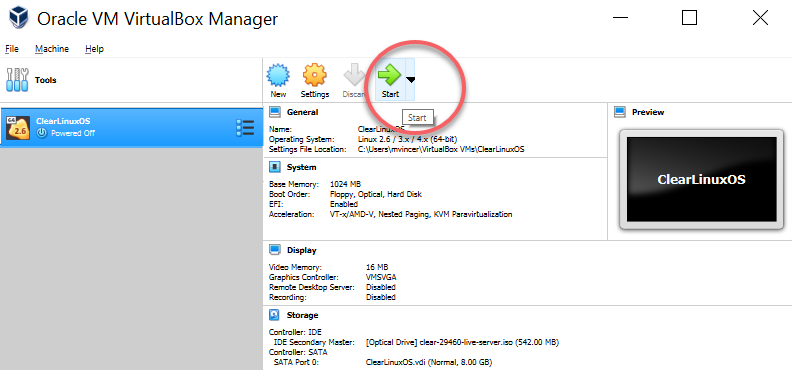 Oracle VM VirtualBox Manager
File Machine Help
Tools
New Settings Discard Start
Start
64
2.6
ClearLinuxOS
Powered Off
General
Name: ClearLinuxOS
Operating System: Linux 2.6 / 3.x / 4.x (64-bit)
Settings File Location: C:\Users\mvincer\VirtualBox VMs\ClearLinuxOS
System
Base Memory: 1024 MB
Boot Order: Floppy, Optical, Hard Disk
EFI: Enabled
Acceleration: VT-x/AMD-V, Nested Paging, KVM Paravirtualization
Preview
ClearLinuxOS
Display
Video Memory: 16 MB
Graphics Controller: VMSVGA
Remote Desktop Server: Disabled
Recording: Disabled
Storage
Controller: IDE
IDE Secondary Master: [Optical Drive] clear-29460-live-server.iso (542.00 MB)
Controller: SATA
SATA Port 0: ClearLinuxOS.vdi (Normal, 8.00 GB)